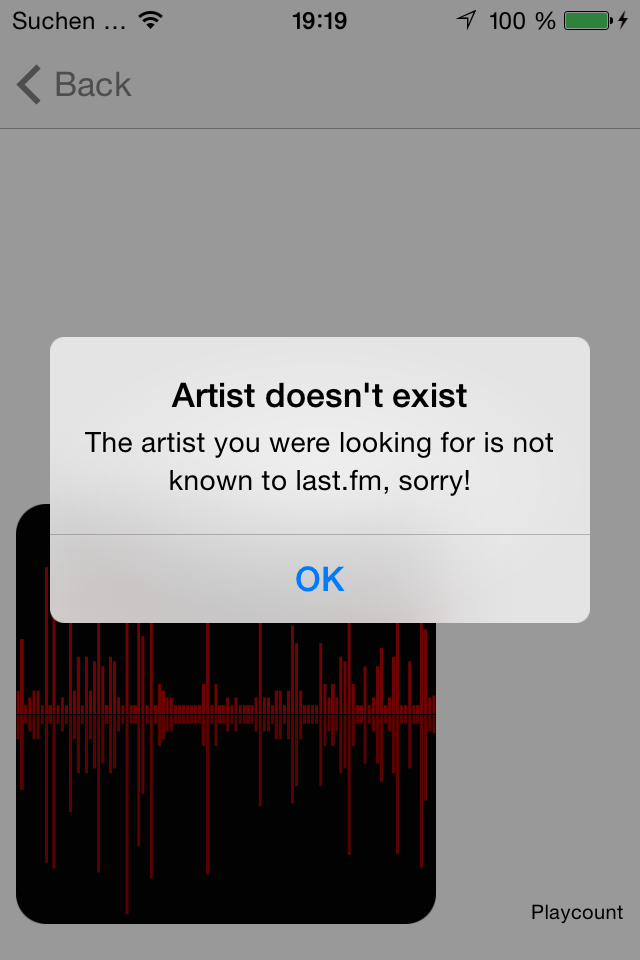 Suchen ... 19:19 100 %
Back
Artist doesn't exist
The artist you were looking for is not
known to last.fm, sorry!
OK
Playcount